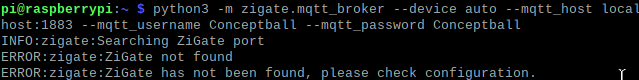 pi@raspberrypi:~ $ python3 -m zigate.mqtt_broker --device auto --mqtt_host local
host:1883 --mqtt_username Conceptball --mqtt_password Conceptball
INFO:zigate:Searching ZiGate port
ERROR:zigate:ZiGate not found
ERROR:zigate:ZiGate has not been found, please check configuration.